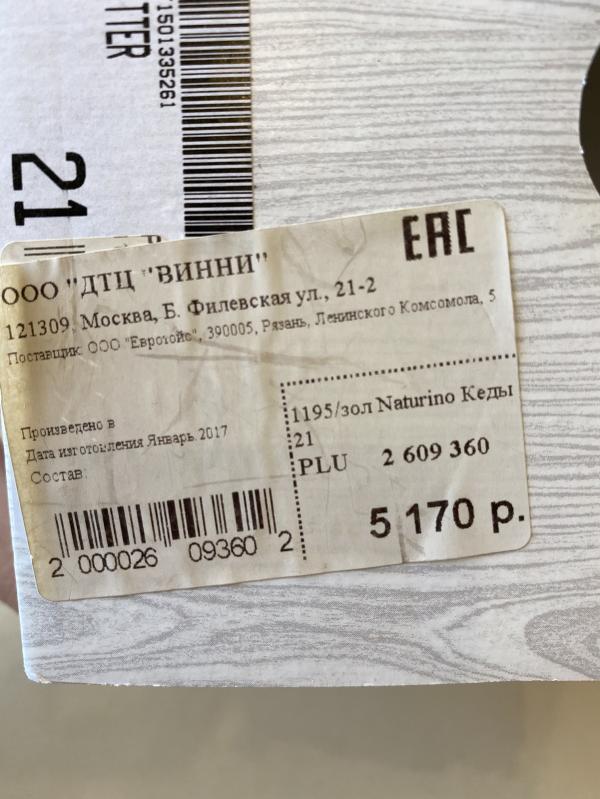 TTER
71501335261
21
EAC
ООО "ДТЦ "ВИННИ"
121309, Москва, Б. Филевская ул., 21-2
Поставщик: ООО "Евротойс", 390005, Рязань, Ленинского Комсомола, 5
Произведено в
Дата изготовления Январь 2017
Состав:
1195/зол Naturino Кеды
21
PLU 2 609 360
5 170 р.
2 000026 09360 2